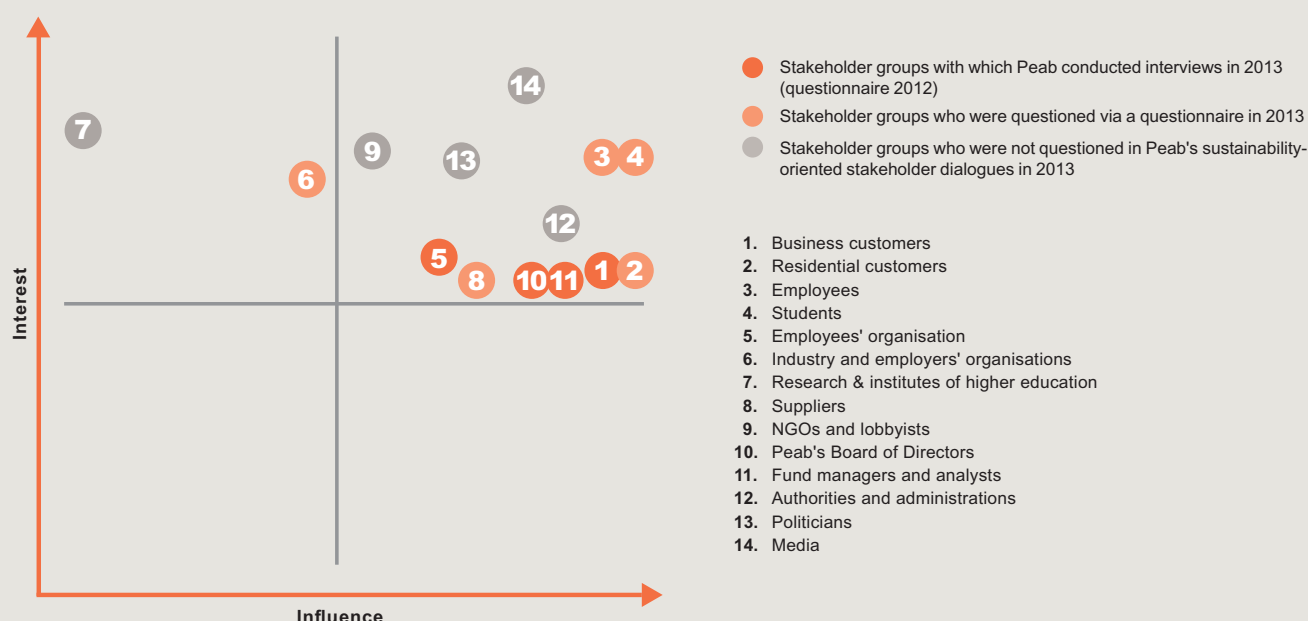 14
7
9
13
3
4
6
12
5
8
10
11
1
2
Interest
Influence
Stakeholder groups with which Peab conducted interviews in 2013
(questionnaire 2012)
Stakeholder groups who were questioned via a questionnaire in 2013
Stakeholder groups who were not questioned in Peab's sustainability-
oriented stakeholder dialogues in 2013
1. Business customers
2. Residential customers
3. Employees
4. Students
5. Employees' organisation
6. Industry and employers' organisations
7. Research & institutes of higher education
8. Suppliers
9. NGOs and lobbyists
10. Peab's Board of Directors
11. Fund managers and analysts
12. Authorities and administrations
13. Politicians
14. Media